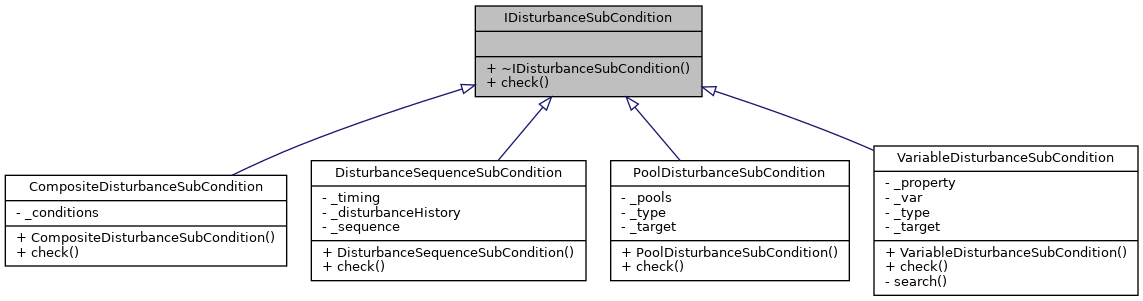 IDisturbanceSubCondition
+ ~IDisturbanceSubCondition()
+ check()
CompositeDisturbanceSubCondition
- _conditions
+ CompositeDisturbanceSubCondition()
+ check()
DisturbanceSequenceSubCondition
- _timing
- _disturbanceHistory
- _sequence
+ DisturbanceSequenceSubCondition()
+ check()
PoolDisturbanceSubCondition
- _pools
- _type
- _target
+ PoolDisturbanceSubCondition()
+ check()
VariableDisturbanceSubCondition
- _property
- _var
- _type
- _target
+ VariableDisturbanceSubCondition()
+ check()
- search()